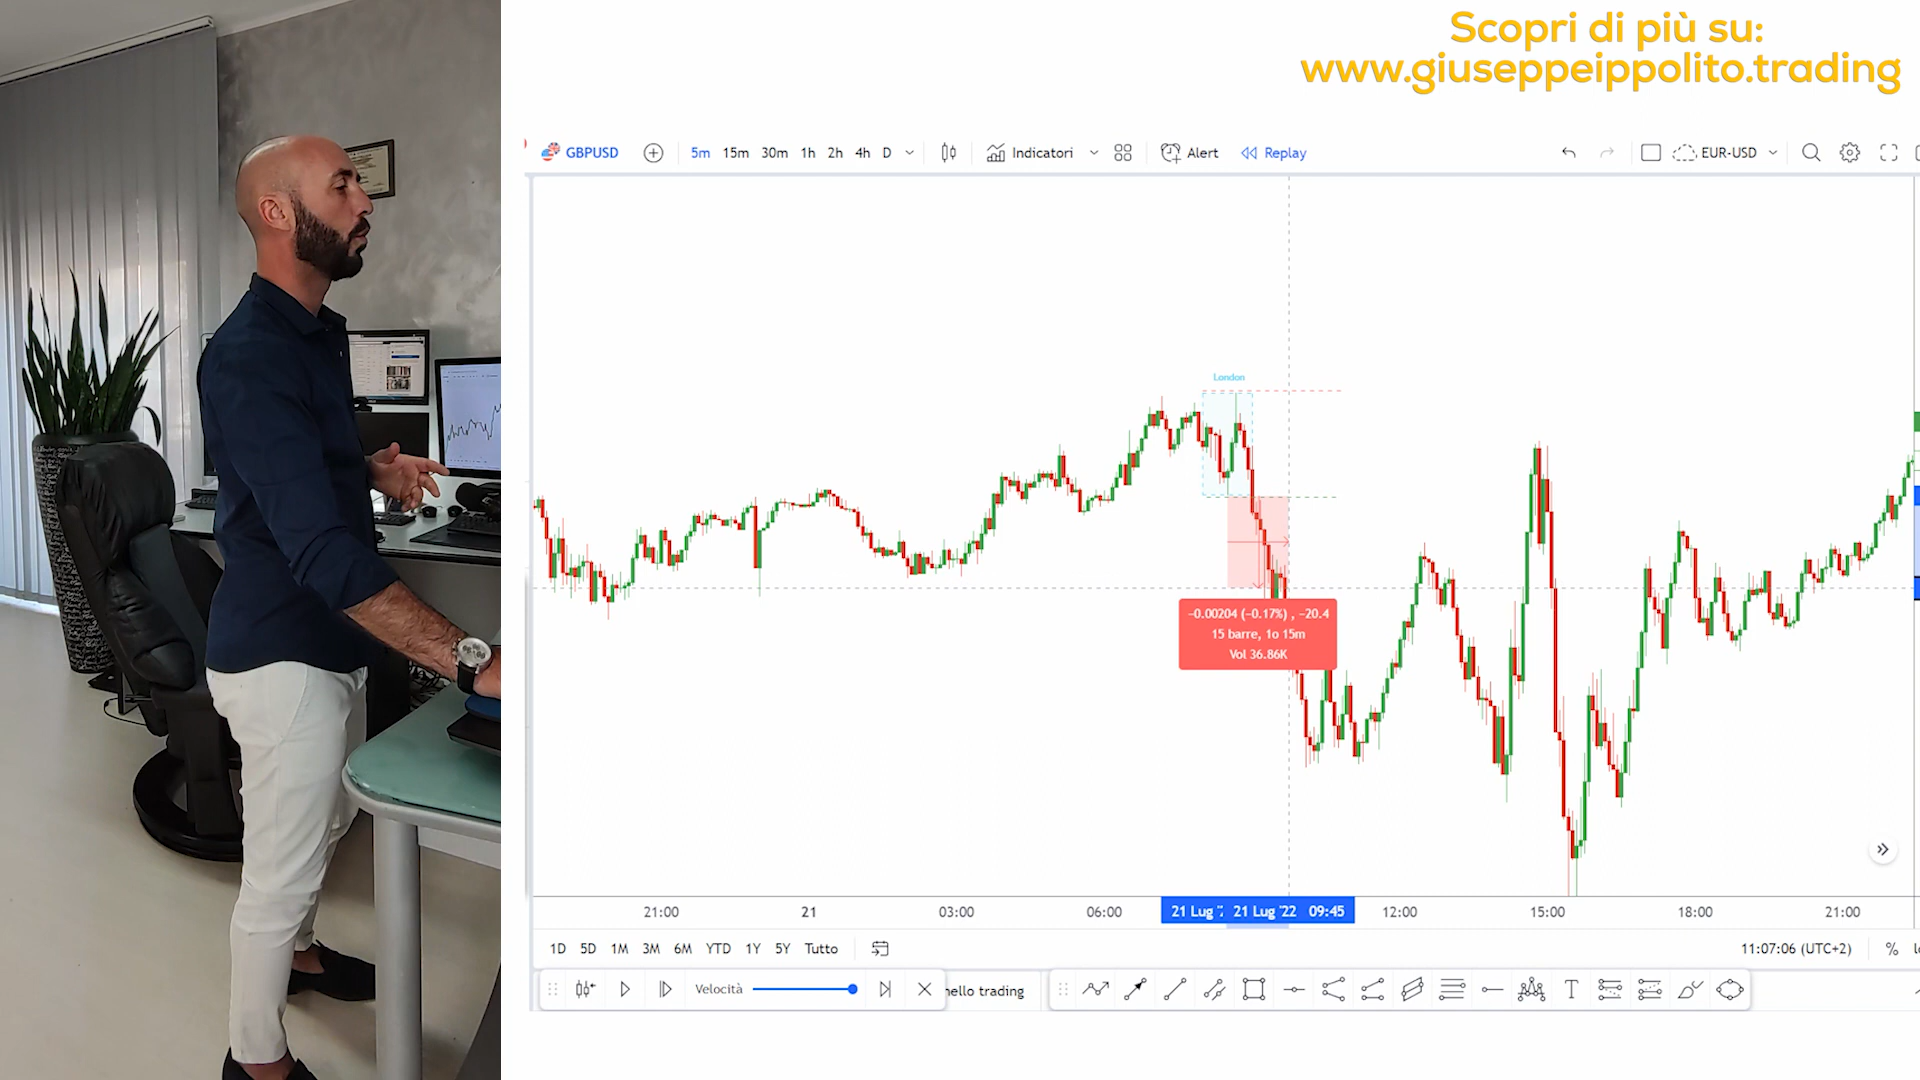 Scopri di più su:
www.giuseppeippolito.trading
GBPUSD 5m 15m 30m 1h 2h 4h D Indicatori Alert Replay EUR-USD
London
−0.00204 (−0.17%) , −20.4
15 barre, 1o 15m
Vol 36.86K
21:00 21 03:00 06:00 21 Lug '2 21 Lug '22 09:45 12:00 15:00 18:00 21:00
1D 5D 1M 3M 6M YTD 1Y 5Y Tutto 11:07:06 (UTC+2) %
Velocità nello trading